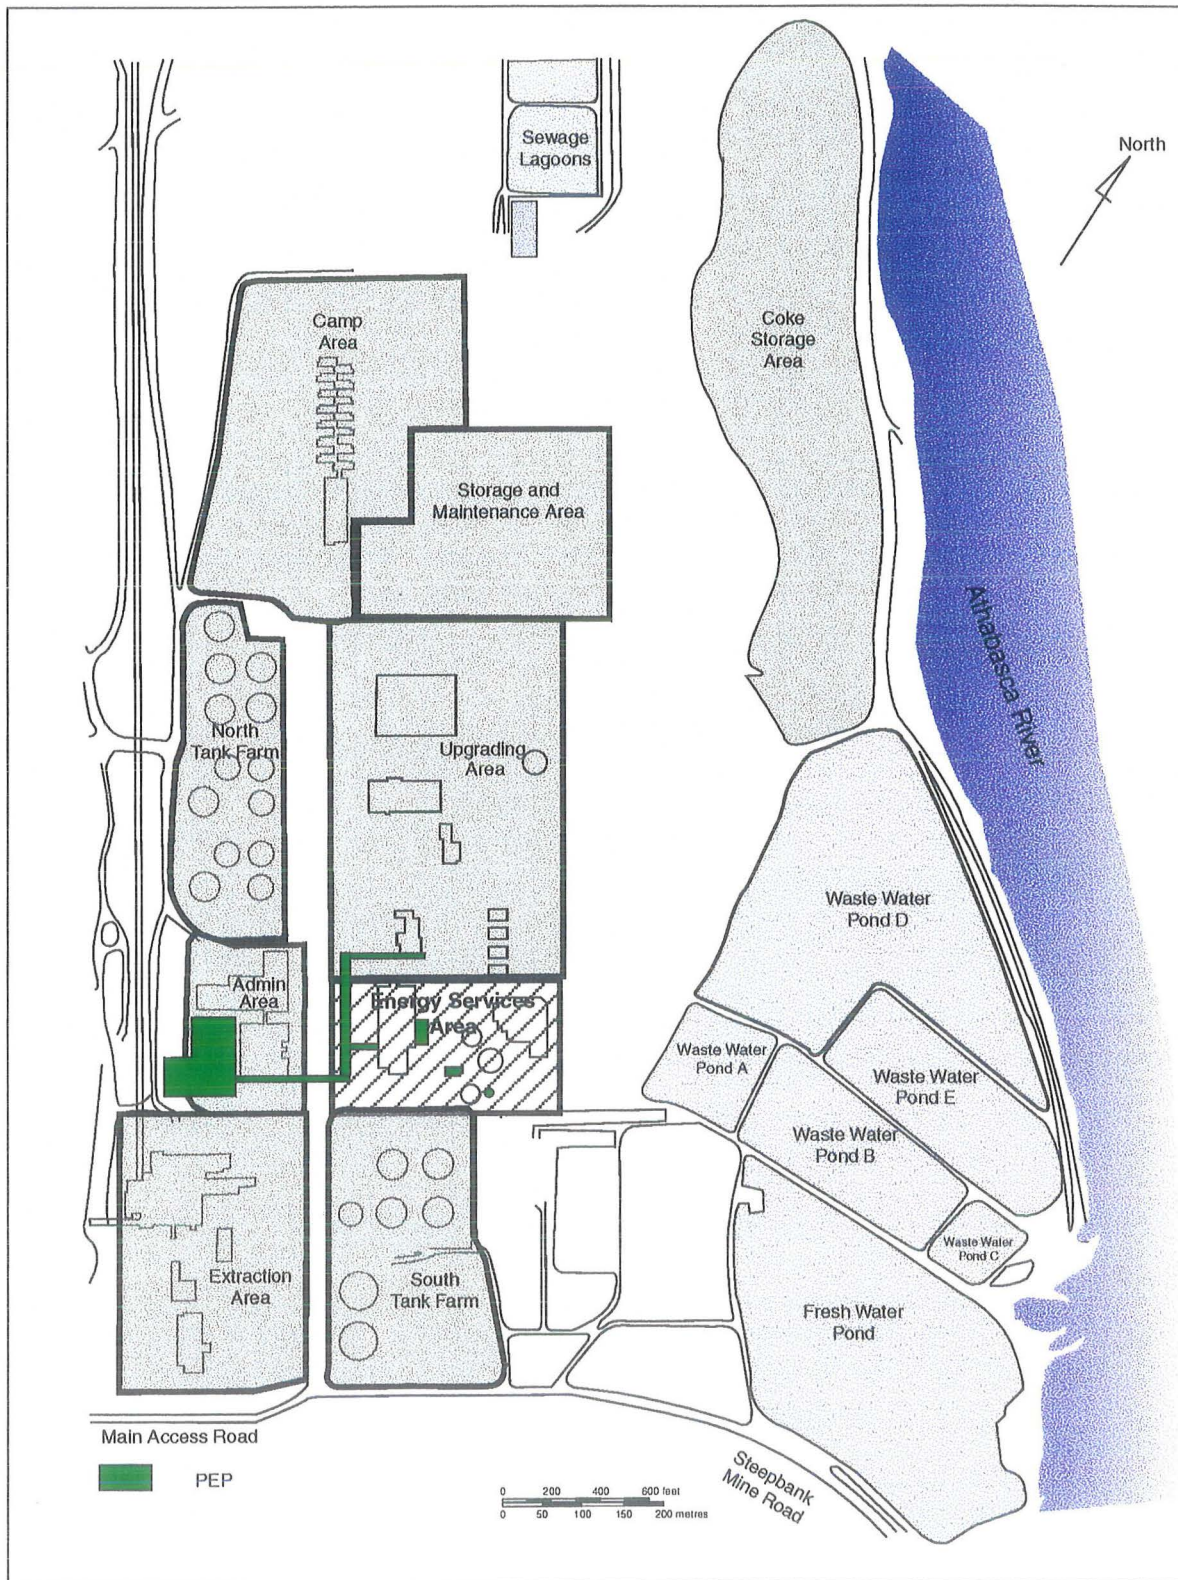 Sewage
Lagoons
North
Camp
Area
Coke
Storage
Area
Storage and
Maintenance Area
Athabasca River
North
Tank Farm
Upgrading
Area
Waste Water
Pond D
Admin
Area
Energy Services
Area
Waste Water
Pond A
Waste Water
Pond E
Waste Water
Pond B
Waste Water
Pond C
Extraction
Area
South
Tank Farm
Fresh Water
Pond
Main Access Road
PEP
Steepbank
Mine Road
0 200 400 600 feet
0 50 100 150 200 metres